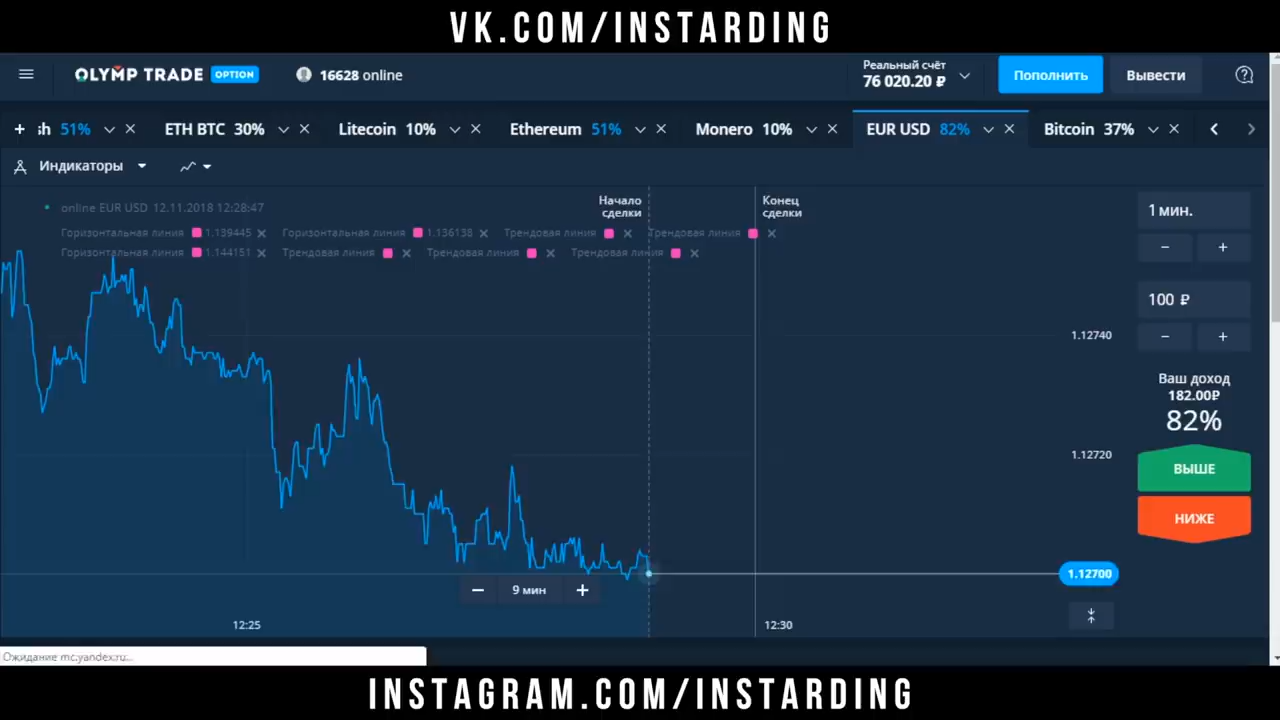 VK.COM/INSTARDING
OLYMP TRADE OPTION 16628 online Реальный счёт 76 020.20 ₽ Пополнить Вывести
+ sh 51% ETH BTC 30% Litecoin 10% Ethereum 51% Monero 10% EUR USD 82% Bitcoin 37%
Индикаторы
1 мин.
Начало сделки
Конец сделки
online EUR USD 12.11.2018 12:28:47
Горизонтальная линия 1.139445 Горизонтальная линия 1.136138 Трендовая линия Трендовая линия
Горизонтальная линия 1.144151 Трендовая линия Трендовая линия Трендовая линия
− +
100 ₽
− +
1.12740
Ваш доход
182.00₽
82%
1.12720
ВЫШЕ
НИЖЕ
1.12700
− 9 мин +
12:25 12:30
Ожидание mc.yandex.ru...
INSTAGRAM.COM/INSTARDING